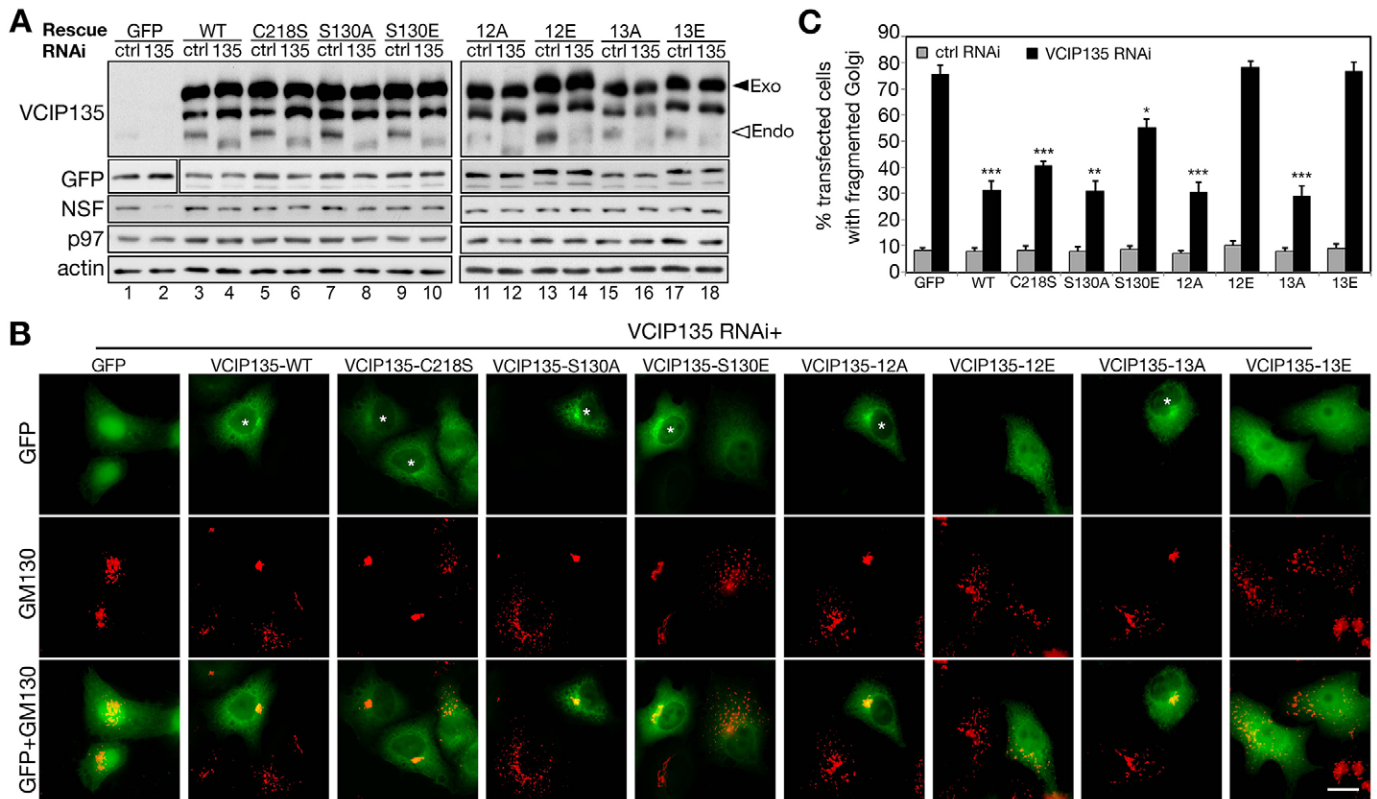 A
Rescue GFP WT C218S S130A S130E 12A 12E 13A 13E
RNAi ctrl 135 ctrl 135 ctrl 135 ctrl 135 ctrl 135 ctrl 135 ctrl 135 ctrl 135 ctrl 135
VCIP135
Exo
Endo
GFP
NSF
p97
actin
1 2 3 4 5 6 7 8 9 10 11 12 13 14 15 16 17 18
C
% transfected cells
with fragmented Golgi
90
80
70
60
50
40
30
20
10
0
ctrl RNAi VCIP135 RNAi
*** *** ** * *** ***
GFP WT C218S S130A S130E 12A 12E 13A 13E
B
VCIP135 RNAi+
GFP VCIP135-WT VCIP135-C218S VCIP135-S130A VCIP135-S130E VCIP135-12A VCIP135-12E VCIP135-13A VCIP135-13E
GFP
* * * * * * *
GM130
GFP+GM130